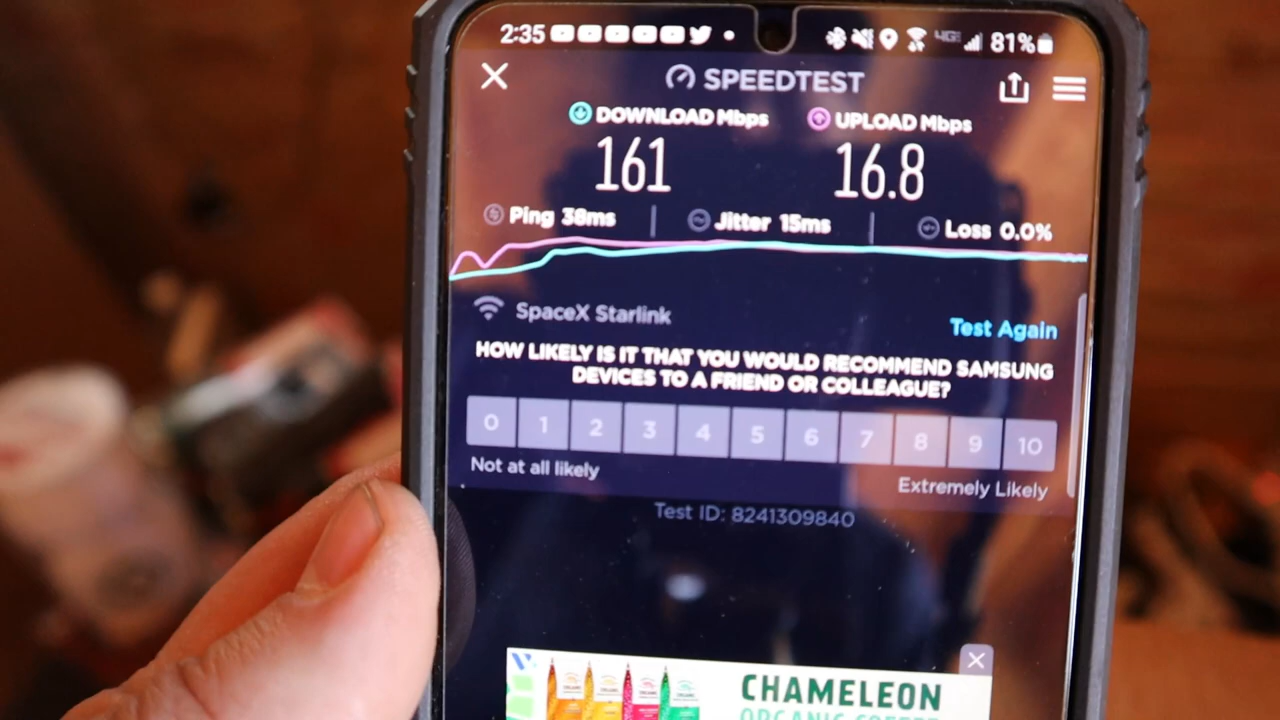 2:35 4GE 81%
SPEEDTEST
DOWNLOAD Mbps UPLOAD Mbps
161 16.8
Ping 38ms Jitter 15ms Loss 0.0%
SpaceX Starlink
Test Again
HOW LIKELY IS IT THAT YOU WOULD RECOMMEND SAMSUNG
DEVICES TO A FRIEND OR COLLEAGUE?
0 1 2 3 4 5 6 7 8 9 10
Not at all likely Extremely Likely
Test ID: 8241309840
CHAMELEON
ORGANIC COFFEE